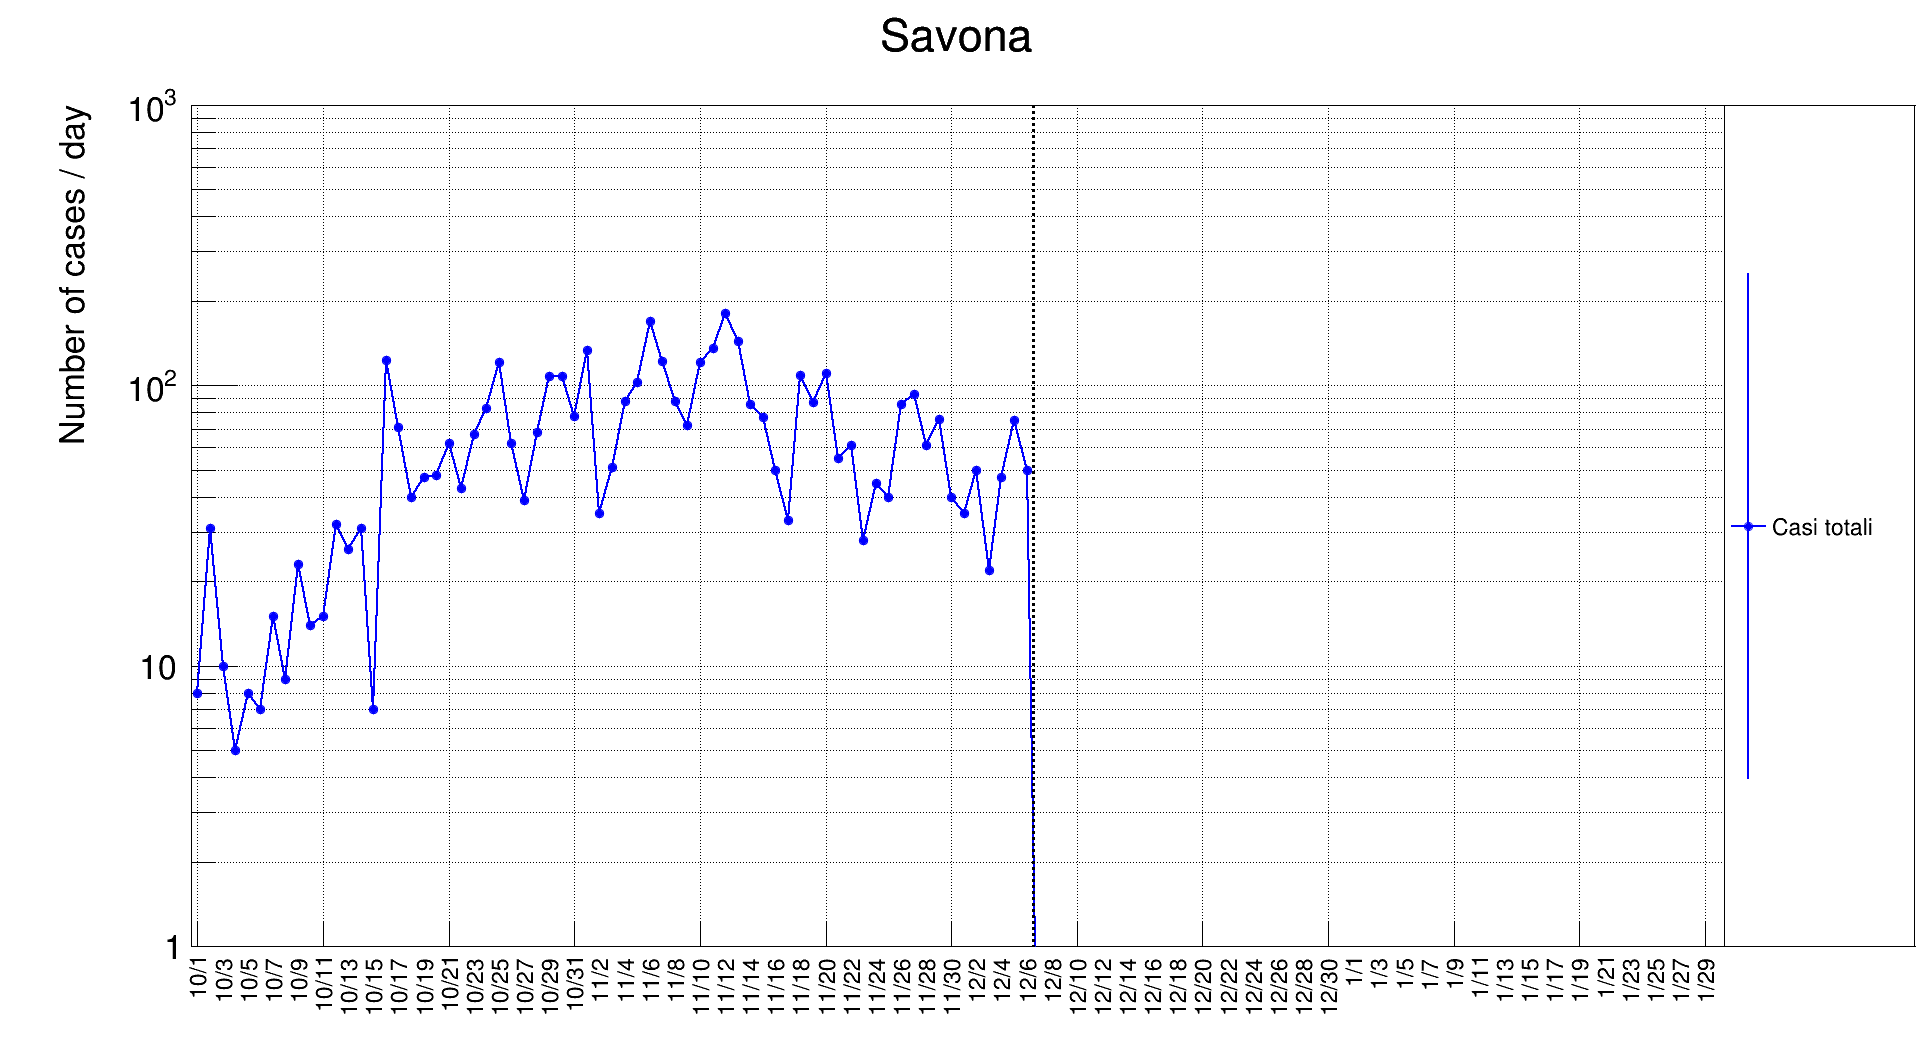 Savona
Number of cases / day
10³
10²
10
1
10/1 10/3 10/5 10/7 10/9 10/11 10/13 10/15 10/17 10/19 10/21 10/23 10/25 10/27 10/29 10/31 11/2 11/4 11/6 11/8 11/10 11/12 11/14 11/16 11/18 11/20 11/22 11/24 11/26 11/28 11/30 12/2 12/4 12/6 12/8 12/10 12/12 12/14 12/16 12/18 12/20 12/22 12/24 12/26 12/28 12/30 1/1 1/3 1/5 1/7 1/9 1/11 1/13 1/15 1/17 1/19 1/21 1/23 1/25 1/27 1/29
Casi totali